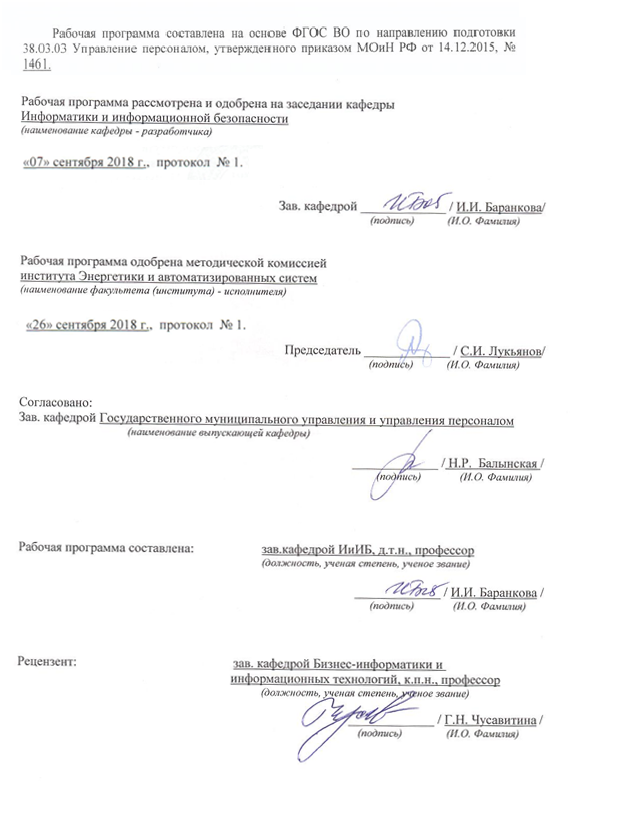 Рабочая программа составлена на основе ФГОС ВО по направлению подготовки
38.03.03 Управление персоналом, утвержденного приказом МОиН РФ от 14.12.2015, №
1461.
Рабочая программа рассмотрена и одобрена на заседании кафедры
Информатики и информационной безопасности
(наименование кафедры - разработчика)
«07» сентября 2018 г., протокол № 1.
Зав. кафедрой ____________ / И.И. Баранкова/
(подпись) (И.О. Фамилия)
Рабочая программа одобрена методической комиссией
института Энергетики и автоматизированных систем
(наименование факультета (института) - исполнителя)
«26» сентября 2018 г., протокол № 1.
Председатель ____________ / С.И. Лукьянов/
(подпись) (И.О. Фамилия)
Согласовано:
Зав. кафедрой Государственного муниципального управления и управления персоналом
(наименование выпускающей кафедры)
____________ / Н.Р. Балынская /
(подпись) (И.О. Фамилия)
Рабочая программа составлена: зав.кафедрой ИиИБ, д.т.н., профессор
(должность, ученая степень, ученое звание)
____________ / И.И. Баранкова /
(подпись) (И.О. Фамилия)
Рецензент: зав. кафедрой Бизнес-информатики и
информационных технологий, к.п.н., профессор
(должность, ученая степень, ученое звание)
____________ / Г.Н. Чусавитина /
(подпись) (И.О. Фамилия)